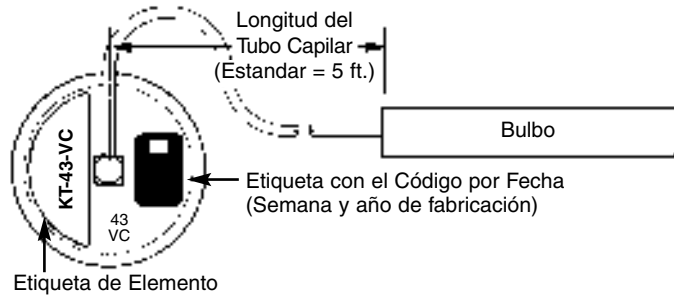 Longitud del
Tubo Capilar
(Estandar = 5 ft.)
Bulbo
KT-43-VC
43
VC
Etiqueta con el Código por Fecha
(Semana y año de fabricación)
Etiqueta de Elemento